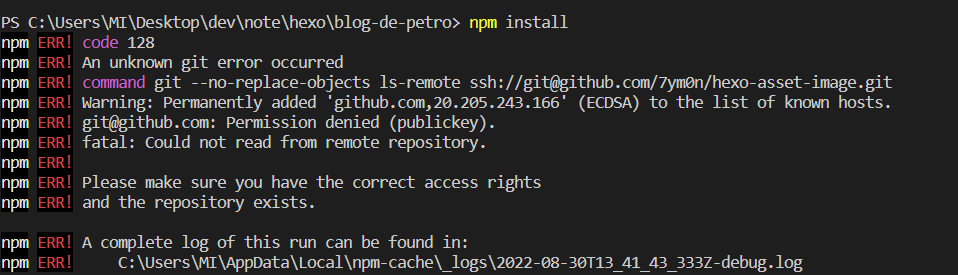 PS C:\Users\MI\Desktop\dev\note\hexo\blog-de-petro> npm install
npm ERR! code 128
npm ERR! An unknown git error occurred
npm ERR! command git --no-replace-objects ls-remote ssh://git@github.com/7ym0n/hexo-asset-image.git
npm ERR! Warning: Permanently added 'github.com,20.205.243.166' (ECDSA) to the list of known hosts.
npm ERR! git@github.com: Permission denied (publickey).
npm ERR! fatal: Could not read from remote repository.
npm ERR!
npm ERR! Please make sure you have the correct access rights
npm ERR! and the repository exists.
npm ERR! A complete log of this run can be found in:
npm ERR!     C:\Users\MI\AppData\Local\npm-cache\_logs\2022-08-30T13_41_43_333Z-debug.log